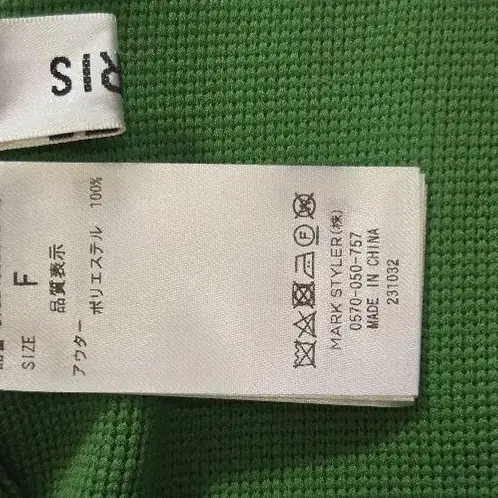 SIZE F
品質表示
アウター
ポリエステル 100%
MARK STYLER(株)
0570-050-757
MADE IN CHINA
231032